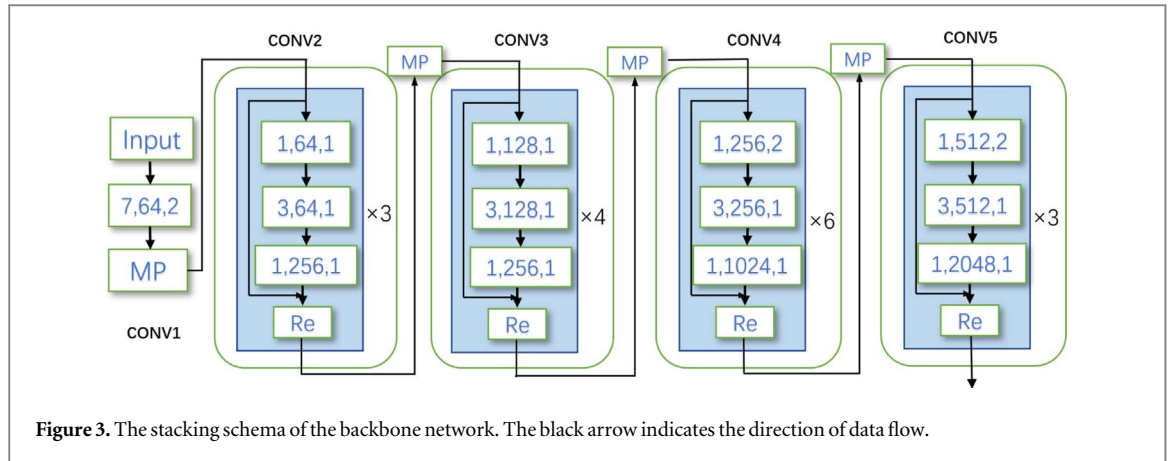 CONV1
Input
7,64,2
MP
CONV2
1,64,1
3,64,1
1,256,1
Re
×3
MP
CONV3
1,128,1
3,128,1
1,256,1
Re
×4
MP
CONV4
1,256,2
3,256,1
1,1024,1
Re
×6
MP
CONV5
1,512,2
3,512,1
1,2048,1
Re
×3
Figure 3. The stacking schema of the backbone network. The black arrow indicates the direction of data flow.